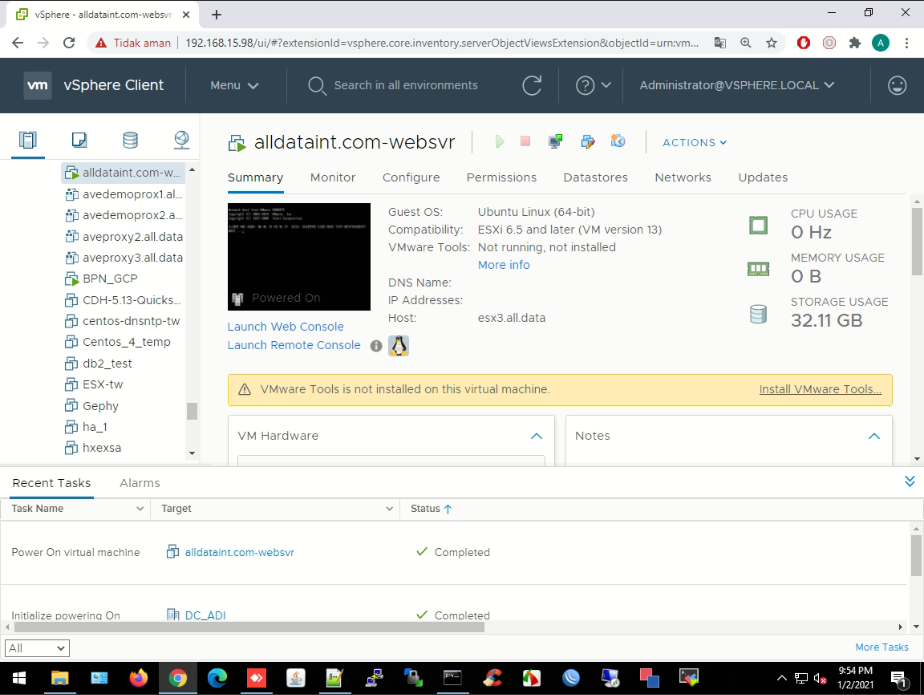 vSphere - alldataint.com-websvr
Tidak aman
192.168.15.98/ui/#?extensionId=vsphere.core.inventory.serverObjectViewsExtension&objectId=urn:vm...
A
vm
vSphere Client
Menu
Search in all environments
Administrator@VSPHERE.LOCAL
alldataint.com-websvr
ACTIONS
Summary
Monitor
Configure
Permissions
Datastores
Networks
Updates
alldataint.com-w...
avedemoprox1.al...
avedemoprox2.a...
aveproxy2.all.data
aveproxy3.all.data
BPN_GCP
CDH-5.13-Quicks...
centos-dnsntp-tw
Centos_4_temp
db2_test
ESX-tw
Gephy
ha_1
hxexsa
Powered On
Launch Web Console
Launch Remote Console
Guest OS: Ubuntu Linux (64-bit)
Compatibility: ESXi 6.5 and later (VM version 13)
VMware Tools: Not running, not installed
More info
DNS Name:
IP Addresses:
Host: esx3.all.data
CPU USAGE
0 Hz
MEMORY USAGE
0 B
STORAGE USAGE
32.11 GB
VMware Tools is not installed on this virtual machine.
Install VMware Tools...
VM Hardware
Notes
Recent Tasks
Alarms
Task Name
Target
Status
Power On virtual machine
alldataint.com-websvr
Completed
Initialize powering On
DC_ADI
Completed
All
More Tasks
9:54 PM
1/2/2021
1